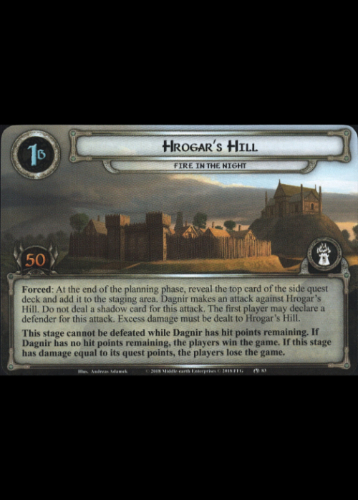 1B
HROGAR'S HILL
FIRE IN THE NIGHT
50
Forced: At the end of the planning phase, reveal the top card of the side quest
deck and add it to the staging area. Dagnir makes an attack against Hrogar's
Hill. Do not deal a shadow card for this attack. The first player may declare a
defender for this attack. Excess damage must be dealt to Hrogar's Hill.
This stage cannot be defeated while Dagnir has hit points remaining. If
Dagnir has no hit points remaining, the players win the game. If this stage
has damage equal to its quest points, the players lose the game.
Illus. Andreas Adamek